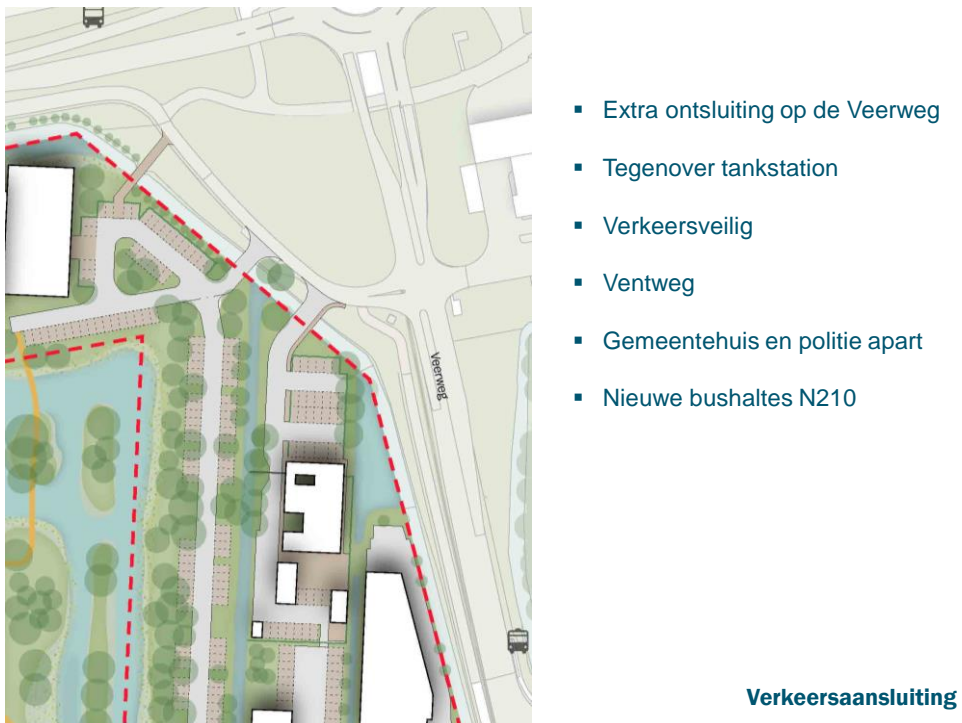 Veerweg
Extra ontsluiting op de Veerweg
Tegenover tankstation
Verkeersveilig
Ventweg
Gemeentehuis en politie apart
Nieuwe bushaltes N210
Verkeersaansluiting